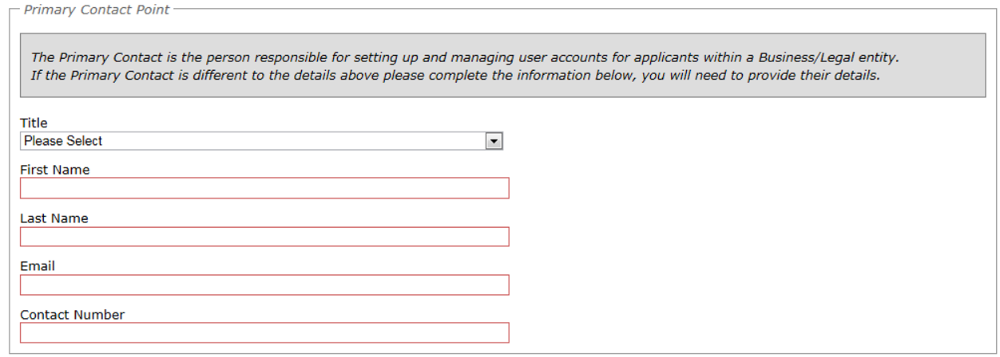 Primary Contact Point
The Primary Contact is the person responsible for setting up and managing user accounts for applicants within a Business/Legal entity.
If the Primary Contact is different to the details above please complete the information below, you will need to provide their details.
Title
Please Select
First Name
Last Name
Email
Contact Number